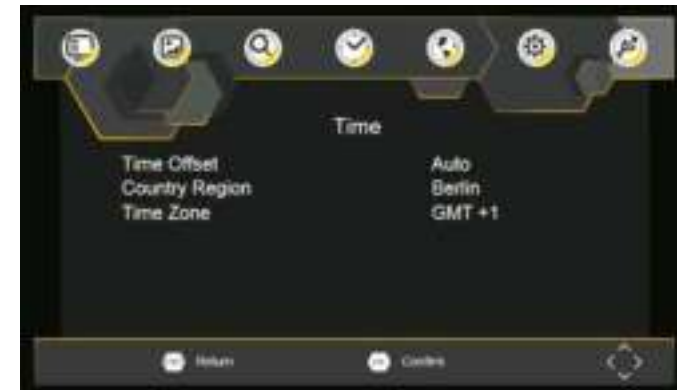 Time
Time Offset Auto
Country Region Berlin
Time Zone GMT +1
Return Confirm